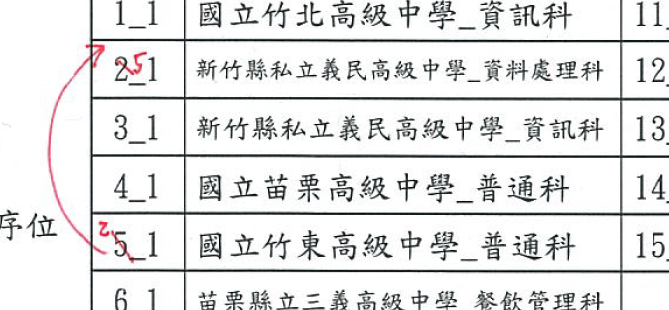 1_1 國立竹北高級中學_資訊科 11
2_1 5 新竹縣私立義民高級中學_資料處理科 12
3_1 新竹縣私立義民高級中學_資訊科 13
4_1 國立苗栗高級中學_普通科 14
序位 2 5_1 國立竹東高級中學_普通科 15
6_1 苗栗縣立三義高級中學_餐飲管理科